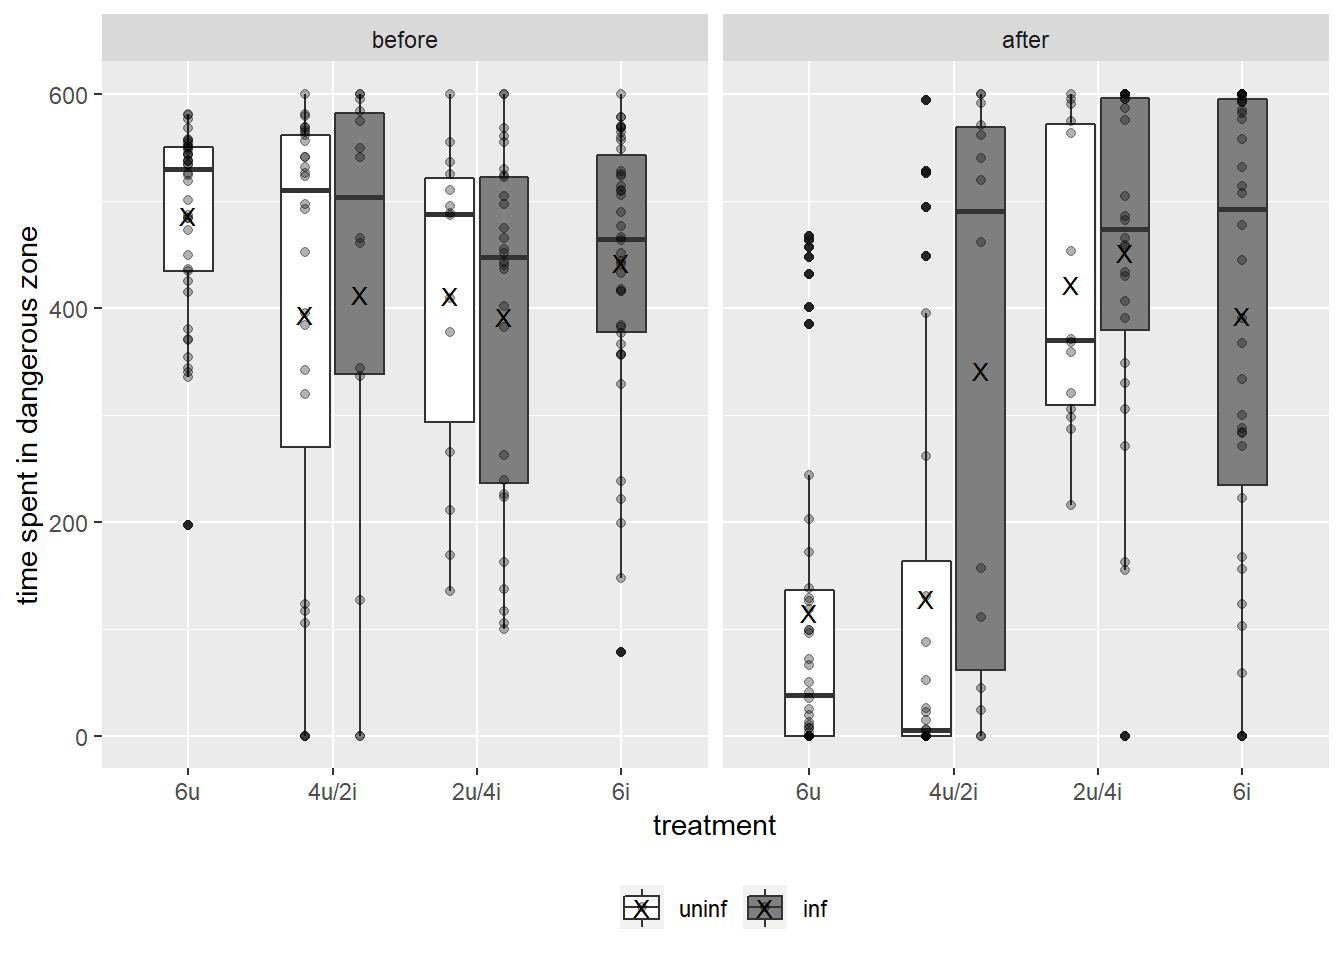 before after
time spent in dangerous zone
600
400
200
0
6u 4u/2i 2u/4i 6i 6u 4u/2i 2u/4i 6i
treatment
uninf inf